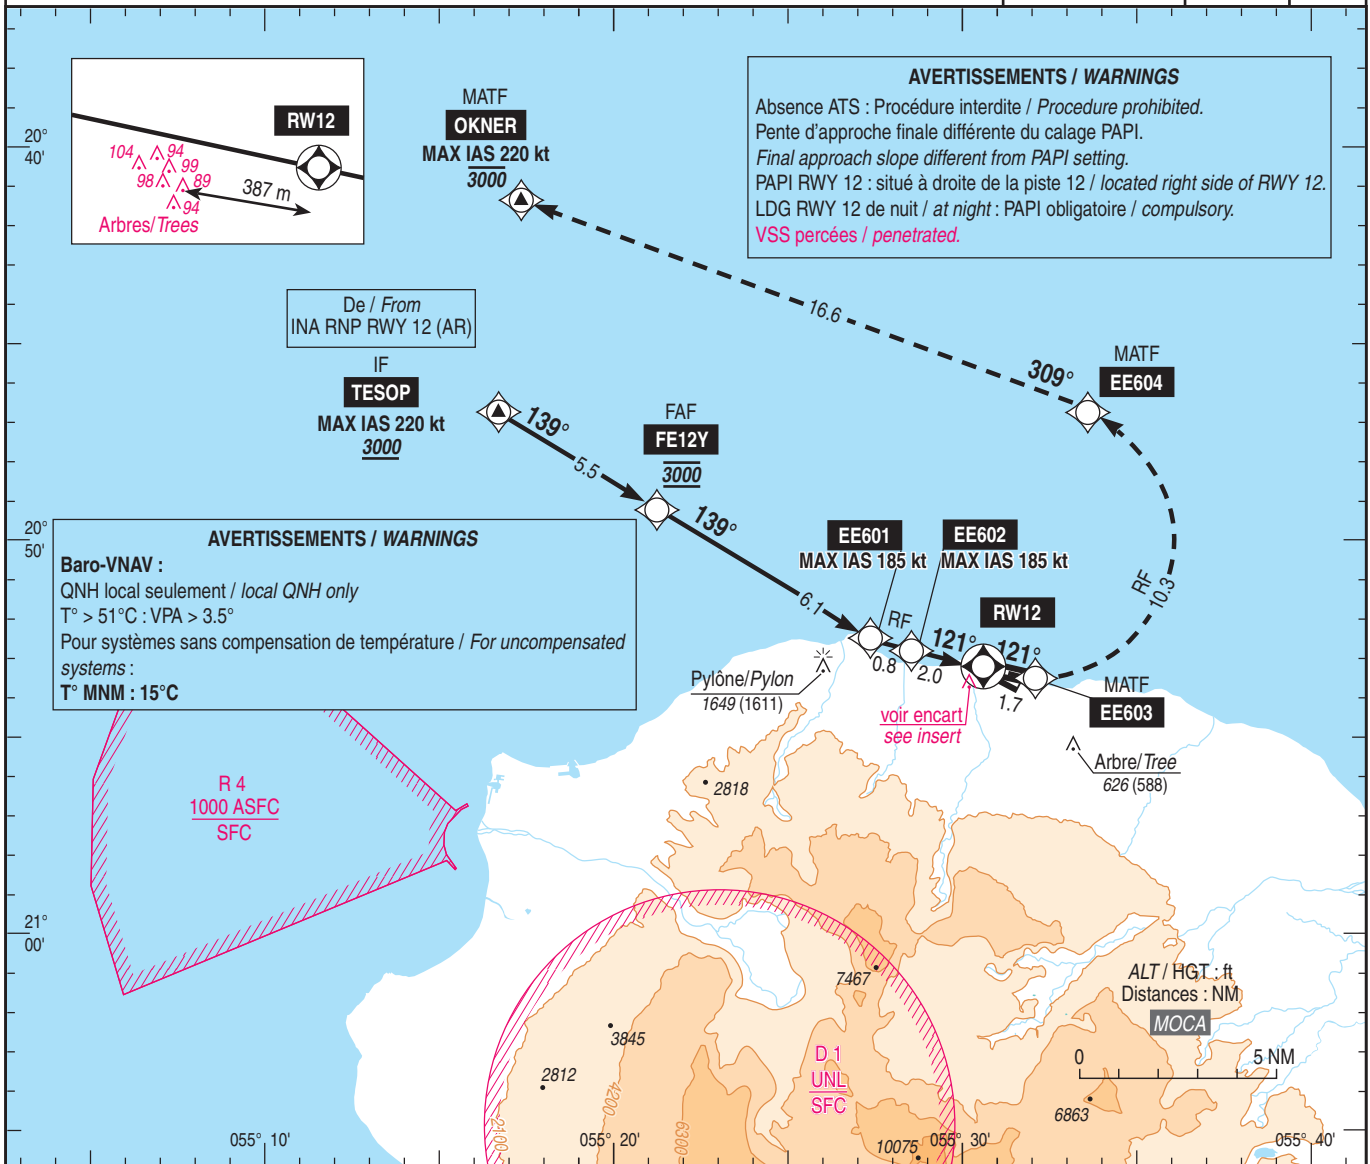 RW12
104
94
99
98
89
94
387 m
Arbres/Trees
MATF
OKNER
MAX IAS 220 kt
3000
AVERTISSEMENTS / WARNINGS
Absence ATS : Procédure interdite / Procedure prohibited.
Pente d'approche finale différente du calage PAPI.
Final approach slope different from PAPI setting.
PAPI RWY 12 : situé à droite de la piste 12 / located right side of RWY 12.
LDG RWY 12 de nuit / at night : PAPI obligatoire / compulsory.
VSS percées / penetrated.
20°
40'
De / From
INA RNP RWY 12 (AR)
IF
TESOP
MAX IAS 220 kt
3000
16.6
309°
MATF
EE604
139°
5.5
FAF
FE12Y
3000
139°
6.1
EE601
MAX IAS 185 kt
EE602
MAX IAS 185 kt
RF
10.3
RW12
RF
0.8
121°
2.0
121°
1.7
MATF
EE603
20°
50'
AVERTISSEMENTS / WARNINGS
Baro-VNAV :
QNH local seulement / local QNH only
T° > 51°C : VPA > 3.5°
Pour systèmes sans compensation de température / For uncompensated
systems :
T° MNM : 15°C
Pylône/Pylon
1649 (1611)
voir encart
see insert
Arbre/Tree
626 (588)
R 4
1000 ASFC
SFC
2818
21°
00'
7467
3845
2812
4200
2100
6300
D 1
UNL
SFC
10075
6863
ALT / HGT : ft
Distances : NM
MOCA
0
5 NM
055° 10'
055° 20'
055° 30'
055° 40'